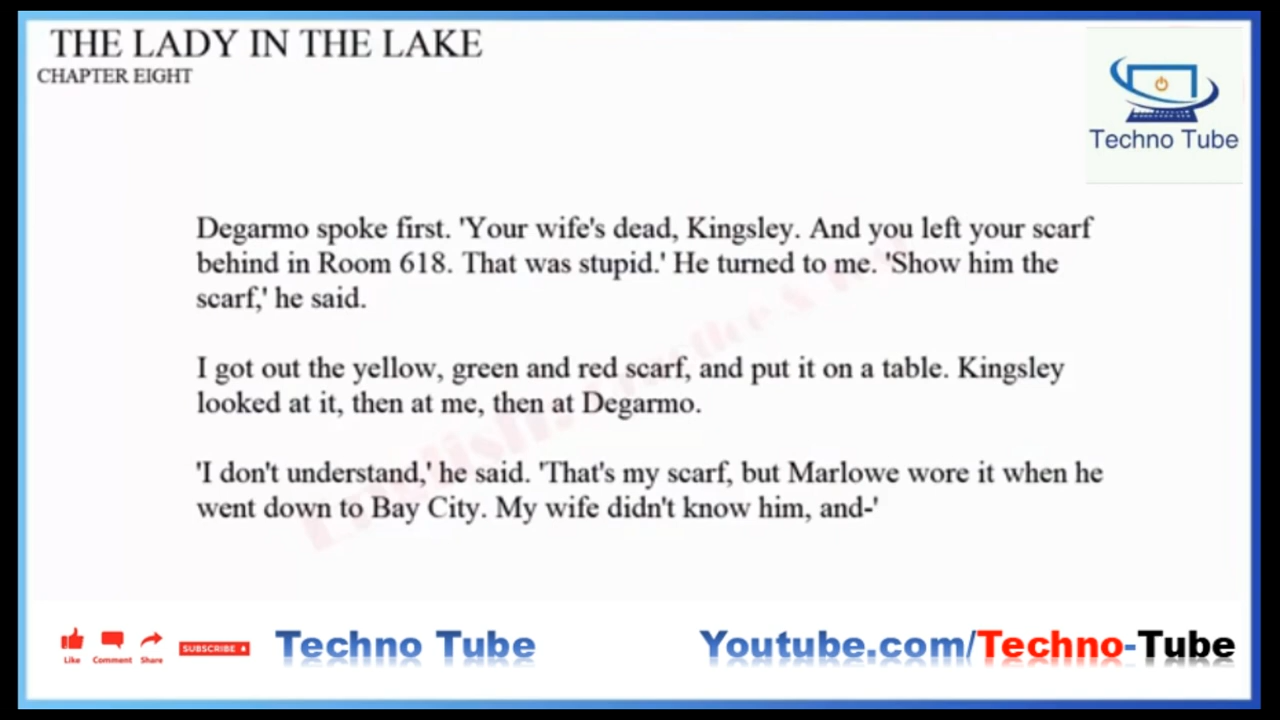 THE LADY IN THE LAKE
CHAPTER EIGHT
Techno Tube
Degarmo spoke first. 'Your wife's dead, Kingsley. And you left your scarf
behind in Room 618. That was stupid.' He turned to me. 'Show him the
scarf,' he said.
I got out the yellow, green and red scarf, and put it on a table. Kingsley
looked at it, then at me, then at Degarmo.
'I don't understand,' he said. 'That's my scarf, but Marlowe wore it when he
went down to Bay City. My wife didn't know him, and-'
Like Comment Share SUBSCRIBE Techno Tube Youtube.com/Techno-Tube